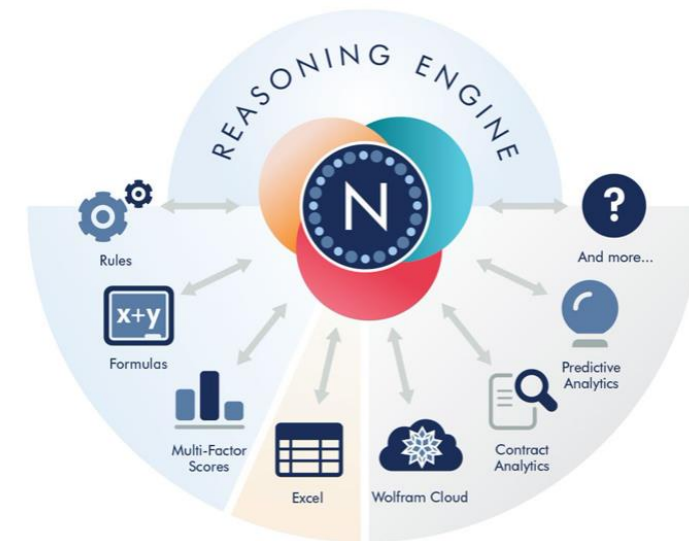 REASONING ENGINE
N
Rules
?
And more...
x+y
Formulas
Predictive
Analytics
Multi-Factor
Scores
Contract
Analytics
Excel
Wolfram Cloud